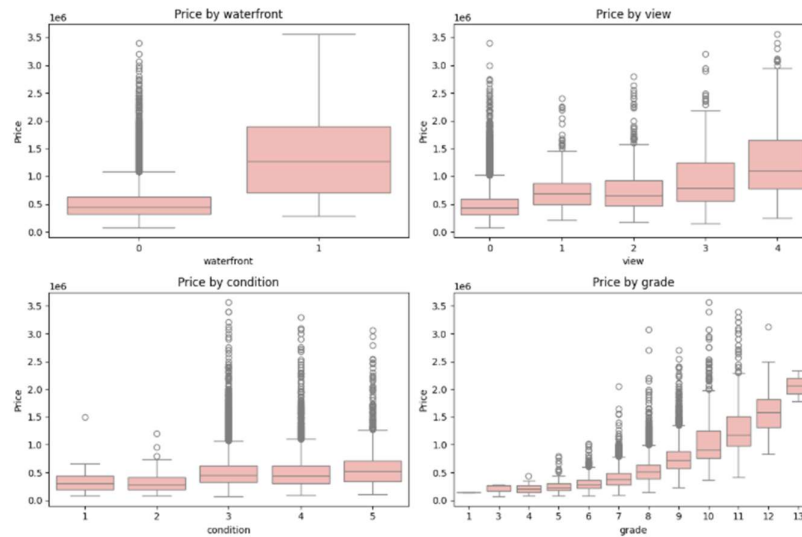 Price by waterfront
1e6
Price
3.5
3.0
2.5
2.0
1.5
1.0
0.5
0.0
0 1
waterfront
Price by view
1e6
Price
3.5
3.0
2.5
2.0
1.5
1.0
0.5
0.0
0 1 2 3 4
view
Price by condition
1e6
Price
3.5
3.0
2.5
2.0
1.5
1.0
0.5
0.0
1 2 3 4 5
condition
Price by grade
1e6
Price
3.5
3.0
2.5
2.0
1.5
1.0
0.5
0.0
1 3 4 5 6 7 8 9 10 11 12 13
grade